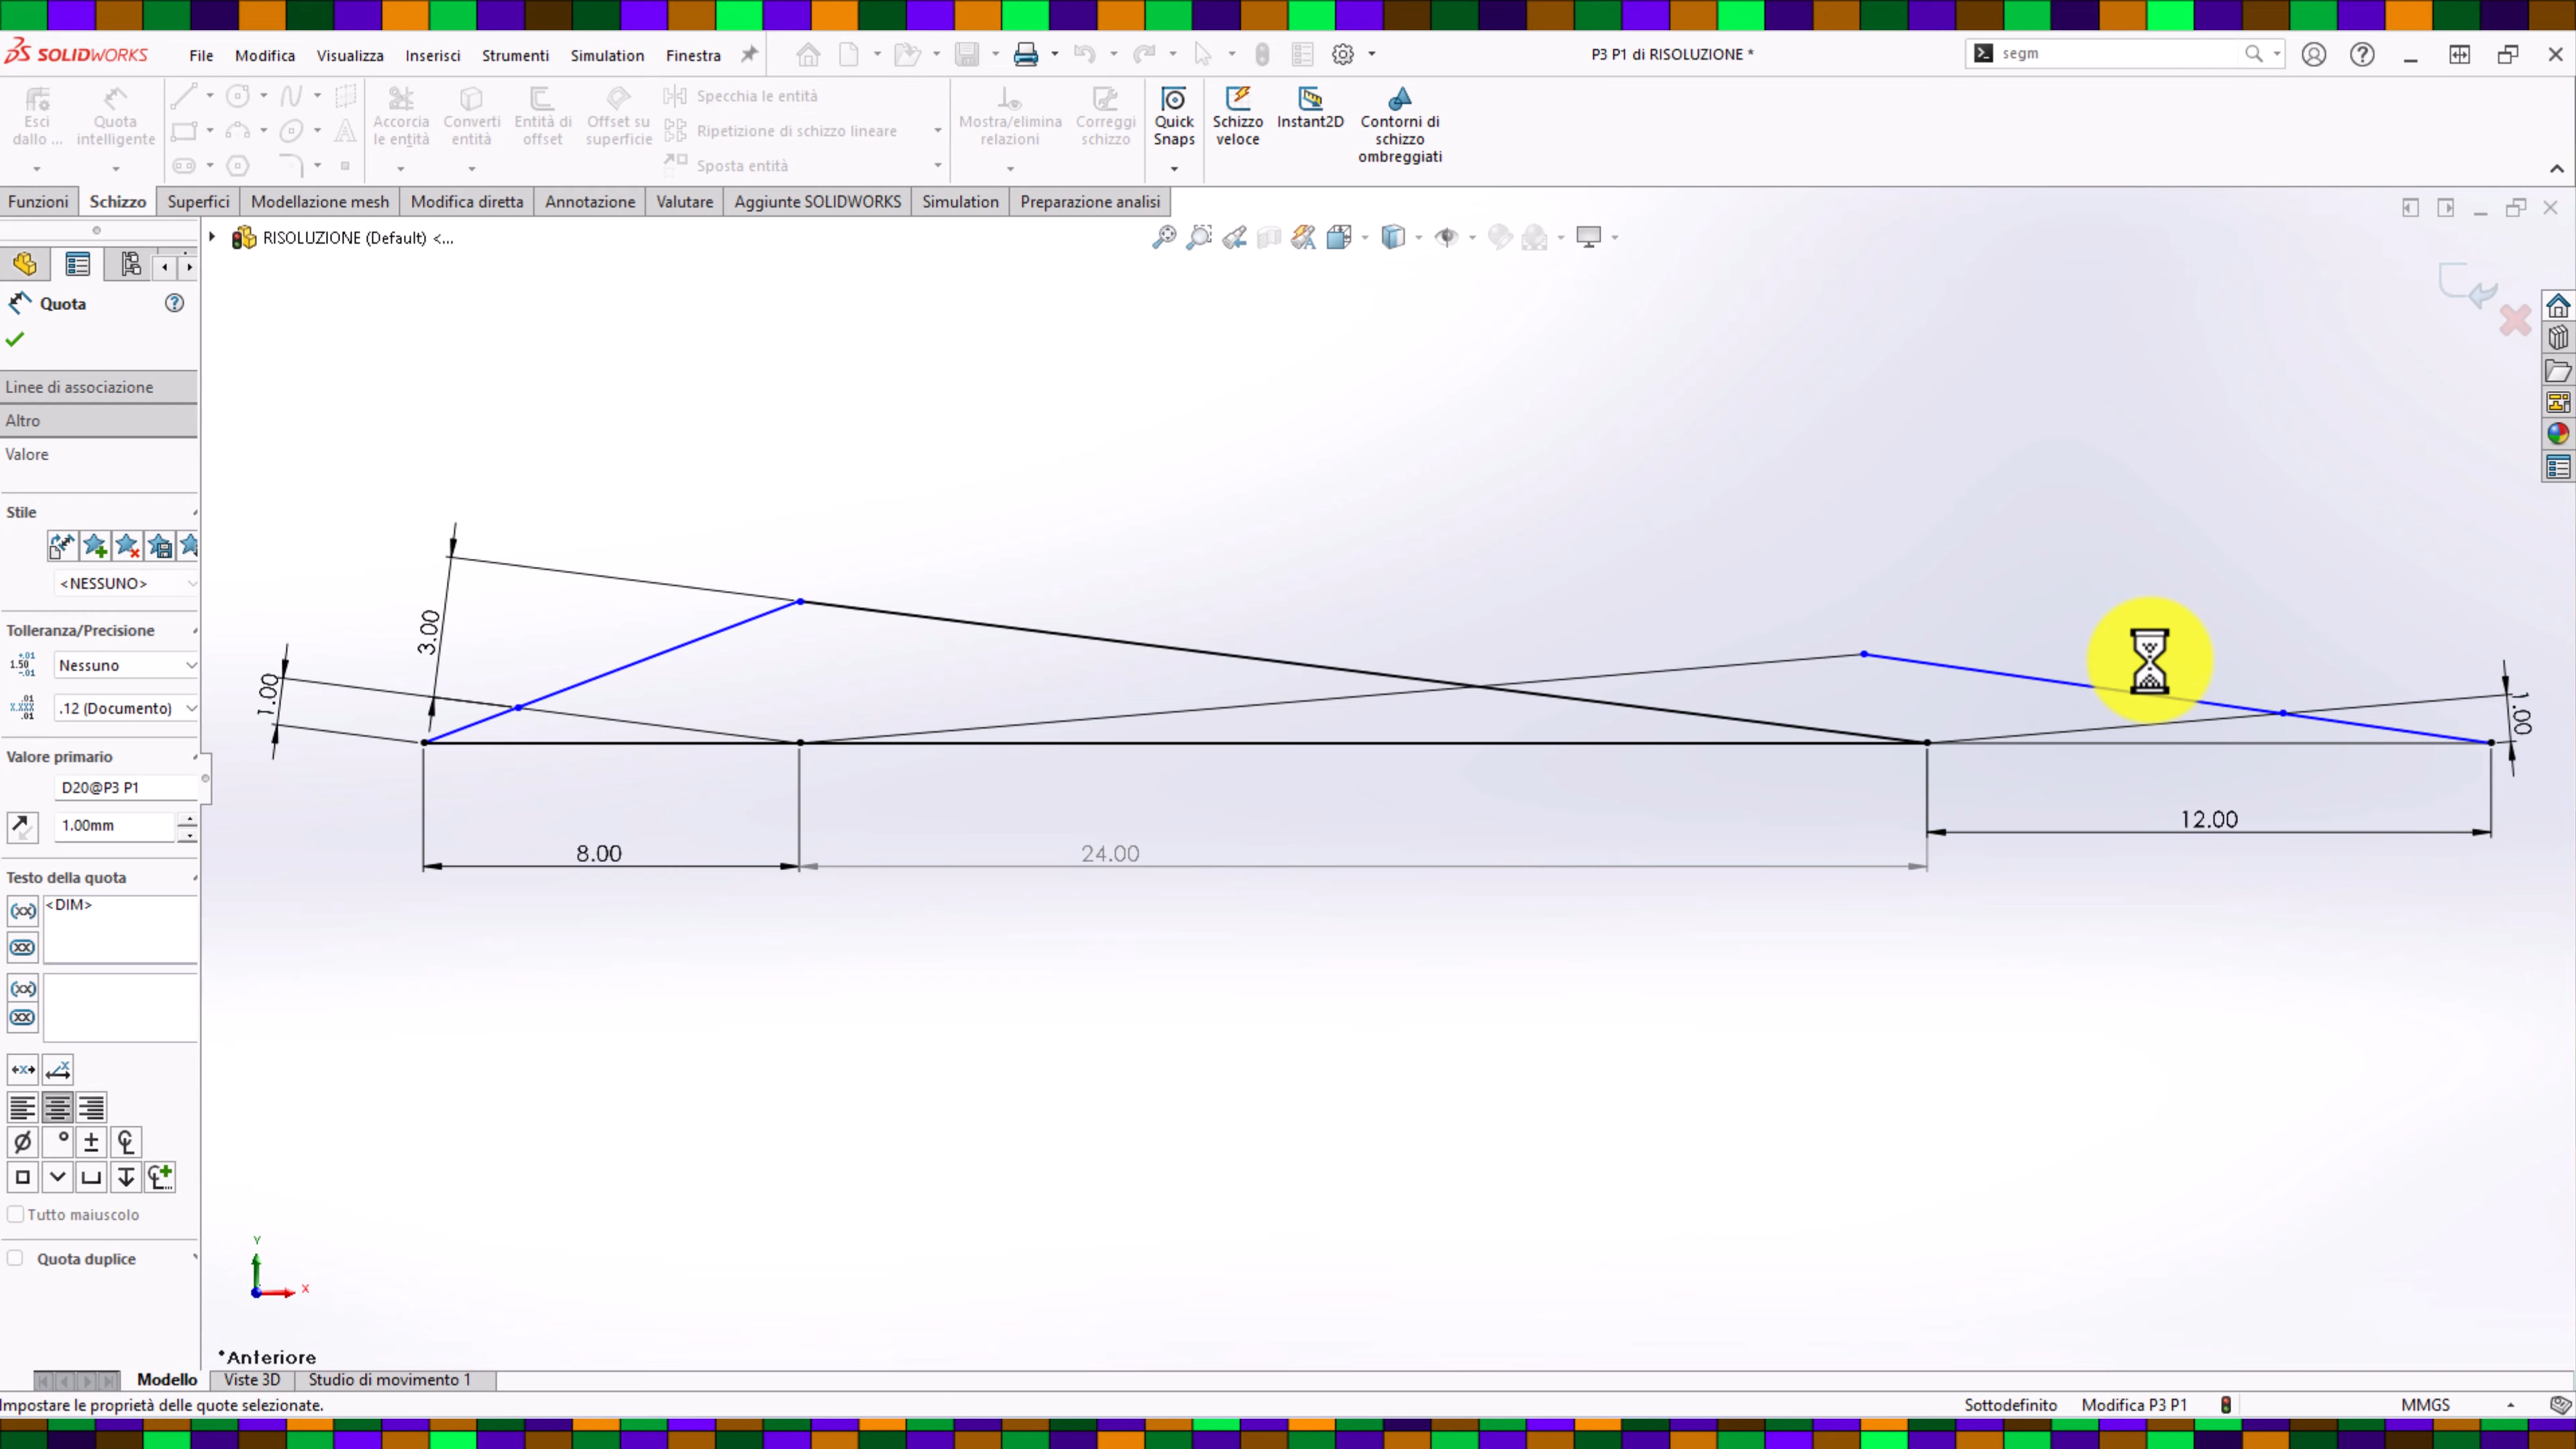 SOLIDWORKS File Modifica Visualizza Inserisci Strumenti Simulation Finestra P3 P1 di RISOLUZIONE * segm
Esci dallo ...
Quota intelligente
Accorcia le entità
Converti entità
Entità di offset
Offset su superficie
Specchia le entità
Ripetizione di schizzo lineare
Sposta entità
Mostra/elimina relazioni
Correggi schizzo
Quick Snaps
Schizzo veloce
Instant2D
Contorni di schizzo ombreggiati
Funzioni Schizzo Superfici Modellazione mesh Modifica diretta Annotazione Valutare Aggiunte SOLIDWORKS Simulation Preparazione analisi
RISOLUZIONE (Default) <...
Quota
Linee di associazione
Altro
Valore
Stile
<NESSUNO>
Tolleranza/Precisione
Nessuno
.12 (Documento)
Valore primario
D20@P3 P1
1.00mm
Testo della quota
<DIM>
Tutto maiuscolo
Quota duplice
3.00
1.00
1.00
8.00
24.00
12.00
Y
X
*Anteriore
Modello Viste 3D Studio di movimento 1
Impostare le proprietà delle quote selezionate. Sottodefinito Modifica P3 P1 MMGS